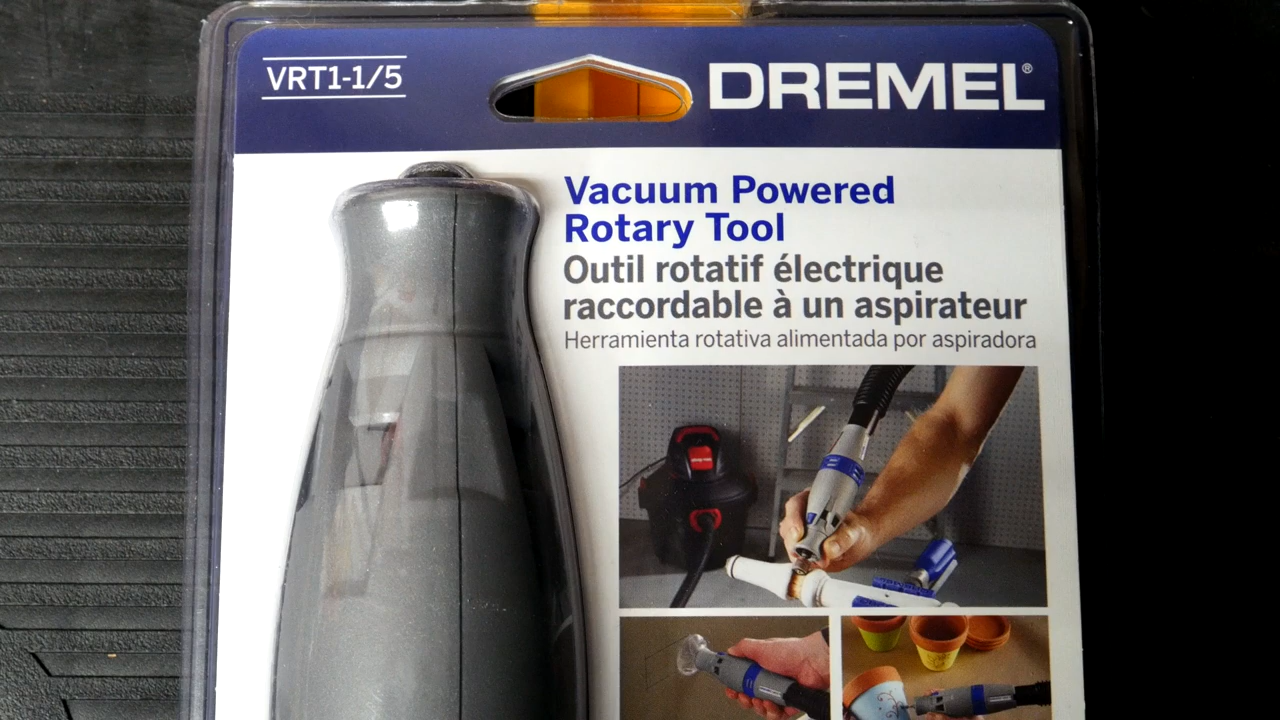 VRT1-1/5
DREMEL®
Vacuum Powered
Rotary Tool
Outil rotatif électrique
raccordable à un aspirateur
Herramienta rotativa alimentada por aspiradora